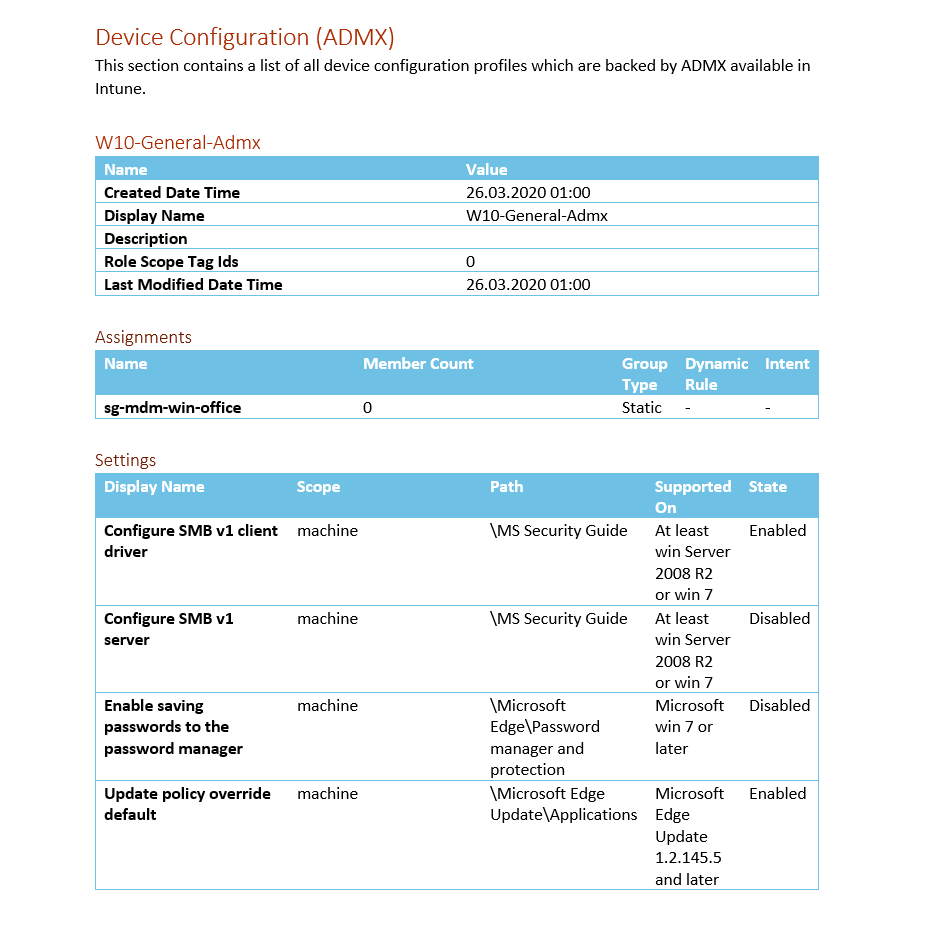 Device Configuration (ADMX)
This section contains a list of all device configuration profiles which are backed by ADMX available in
Intune.
W10-General-Admx
Name Value
Created Date Time 26.03.2020 01:00
Display Name W10-General-Admx
Description
Role Scope Tag Ids 0
Last Modified Date Time 26.03.2020 01:00
Assignments
Name Member Count Group Dynamic Intent
Type Rule
sg-mdm-win-office 0 Static - -
Settings
Display Name Scope Path Supported State
On
Configure SMB v1 client machine \MS Security Guide At least Enabled
driver win Server
2008 R2
or win 7
Configure SMB v1 machine \MS Security Guide At least Disabled
server win Server
2008 R2
or win 7
Enable saving machine \Microsoft Microsoft Disabled
passwords to the Edge\Password win 7 or
password manager manager and later
protection
Update policy override machine \Microsoft Edge Microsoft Enabled
default Update\Applications Edge
Update
1.2.145.5
and later